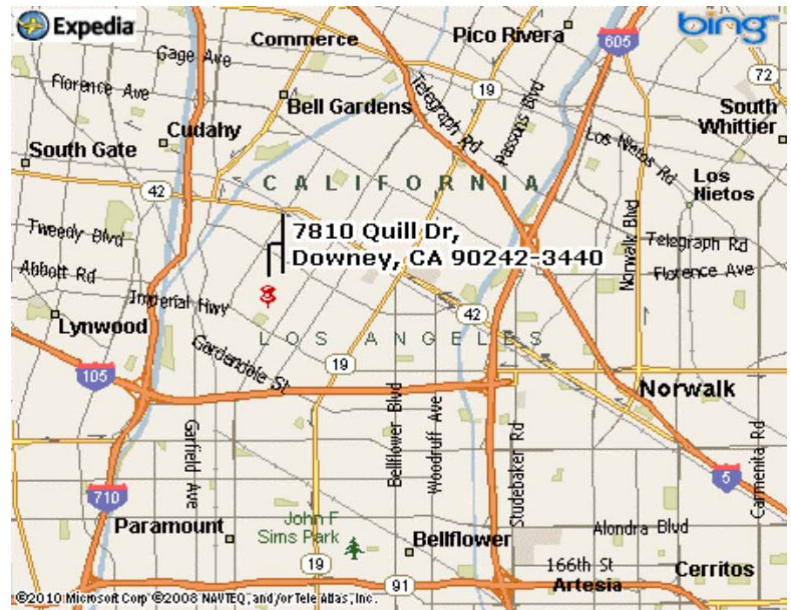 Expedia
bing
Commerce
Pico Rivera
605
Gage Ave
Florence Ave
19
72
Bell Gardens
Telegraph Rd
Passons Blvd
South
Whittier
Cudahy
South Gate
Los Nietos Rd
Los
Nietos
42
CALIFORNIA
Tweedy Blvd
7810 Quill Dr,
Downey, CA 90242-3440
Norwalk Blvd
Telegraph Rd
Florence Ave
Abbott Rd
Imperial Hwy
Lynwood
42
LOS ANGELES
Gardendale St
19
105
Norwalk
Bellflower Blvd
Woodruff Ave
Garfield Ave
Studebaker Rd
Carmenita Rd
710
5
Paramount
John F
Sims Park
Bellflower
Alondra Blvd
19
166th St
Cerritos
91
Artesia
©2010 Microsoft Corp ©2008 NAVTEQ, and/or Tele Atlas, Inc.